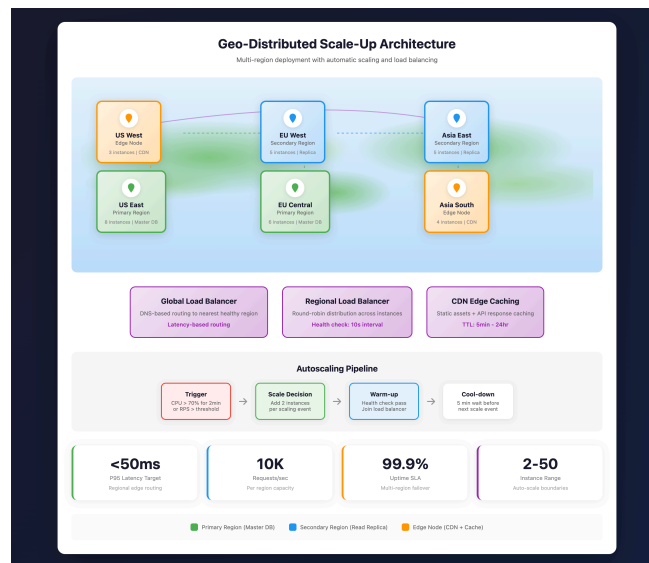 Geo-Distributed Scale-Up Architecture
Multi-region deployment with automatic scaling and load balancing
US West
Edge Node
3 instances | CDN
EU West
Secondary Region
5 instances | Replica
Asia East
Secondary Region
5 instances | Replica
US East
Primary Region
8 instances | Master DB
EU Central
Primary Region
8 instances | Master DB
Asia South
Edge Node
4 instances | CDN
Global Load Balancer
DNS-based routing to nearest healthy region
Latency-based routing
Regional Load Balancer
Round-robin distribution across instances
Health check: 10s interval
CDN Edge Caching
Static assets + API response caching
TTL: 5min - 24hr
Autoscaling Pipeline
Trigger
CPU > 70% for 2min
or RPS > threshold
→
Scale Decision
Add 2 instances
per scaling event
→
Warm-up
Health check pass
Join load balancer
→
Cool-down
5 min wait before
next scale event
<50ms
P95 Latency Target
Regional edge routing
10K
Requests/sec
Per region capacity
99.9%
Uptime SLA
Multi-region failover
2-50
Instance Range
Auto-scale boundaries
Primary Region (Master DB)
Secondary Region (Read Replica)
Edge Node (CDN + Cache)